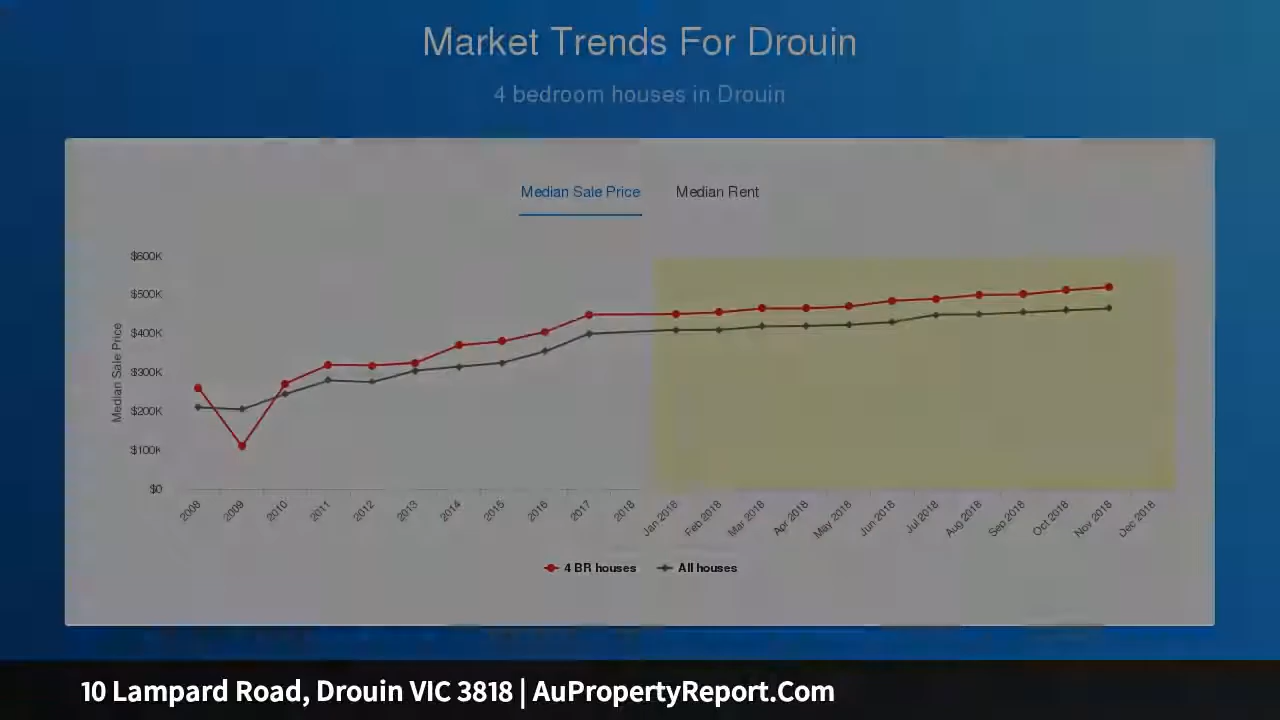 Market Trends For Drouin
4 bedroom houses in Drouin
Median Sale Price Median Rent
$600K
$500K
$400K
$300K
$200K
$100K
$0
Median Sale Price
2008 2009 2010 2011 2012 2013 2014 2015 2016 2017 2018 Jan 2018 Feb 2018 Mar 2018 Apr 2018 May 2018 Jun 2018 Jul 2018 Aug 2018 Sep 2018 Oct 2018 Nov 2018 Dec 2018
4 BR houses All houses
10 Lampard Road, Drouin VIC 3818 | AuPropertyReport.Com